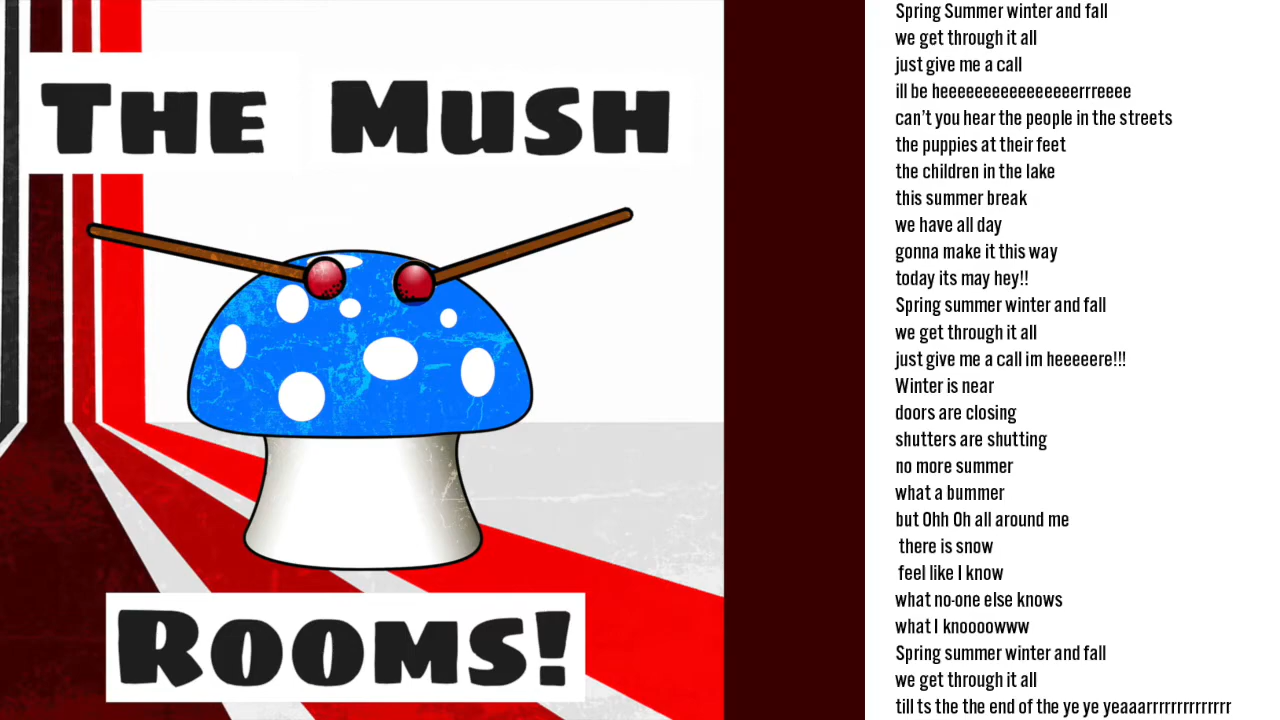 The Mush
Rooms!
Spring Summer winter and fall
we get through it all
just give me a call
ill be heeeeeeeeeeeeeeeerrreeee
can't you hear the people in the streets
the puppies at their feet
the children in the lake
this summer break
we have all day
gonna make it this way
today its may hey!!
Spring summer winter and fall
we get through it all
just give me a call im heeeeere!!!
Winter is near
doors are closing
shutters are shutting
no more summer
what a bummer
but Ohh Oh all around me
there is snow
feel like I know
what no-one else knows
what I knoooowww
Spring summer winter and fall
we get through it all
till ts the the end of the ye ye yeaaarrrrrrrrrrrrrr